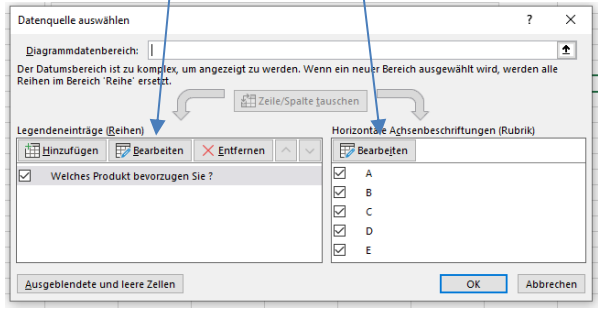 Datenquelle auswählen ? ×
Diagrammdatenbereich:
Der Datumsbereich ist zu komplex, um angezeigt zu werden. Wenn ein neuer Bereich ausgewählt wird, werden alle
Reihen im Bereich 'Reihe' ersetzt.
Zeile/Spalte tauschen
Legendeneinträge (Reihen)
Hinzufügen Bearbeiten Entfernen
Welches Produkt bevorzugen Sie ?
Horizontale Achsenbeschriftungen (Rubrik)
Bearbeiten
A
B
C
D
E
Ausgeblendete und leere Zellen
OK Abbrechen